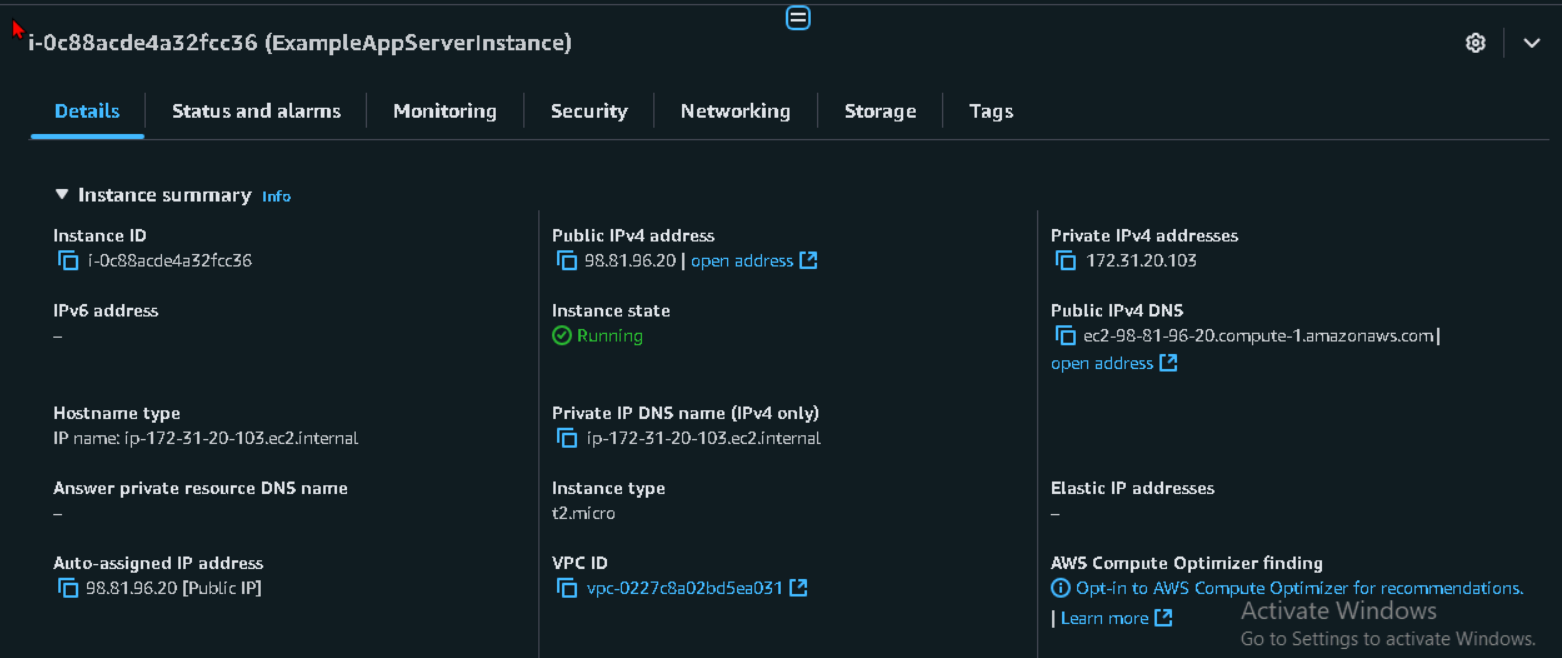 i-0c88acde4a32fcc36 (ExampleAppServerInstance)
Details
Status and alarms
Monitoring
Security
Networking
Storage
Tags
Instance summary Info
Instance ID
i-0c88acde4a32fcc36
Public IPv4 address
98.81.96.20 | open address
Private IPv4 addresses
172.31.20.103
IPv6 address
–
Instance state
Running
Public IPv4 DNS
ec2-98-81-96-20.compute-1.amazonaws.com |
open address
Hostname type
IP name: ip-172-31-20-103.ec2.internal
Private IP DNS name (IPv4 only)
ip-172-31-20-103.ec2.internal
Answer private resource DNS name
–
Instance type
t2.micro
Elastic IP addresses
–
Auto-assigned IP address
98.81.96.20 [Public IP]
VPC ID
vpc-0227c8a02bd5ea031
AWS Compute Optimizer finding
Opt-in to AWS Compute Optimizer for recommendations.
| Learn more
Activate Windows
Go to Settings to activate Windows.